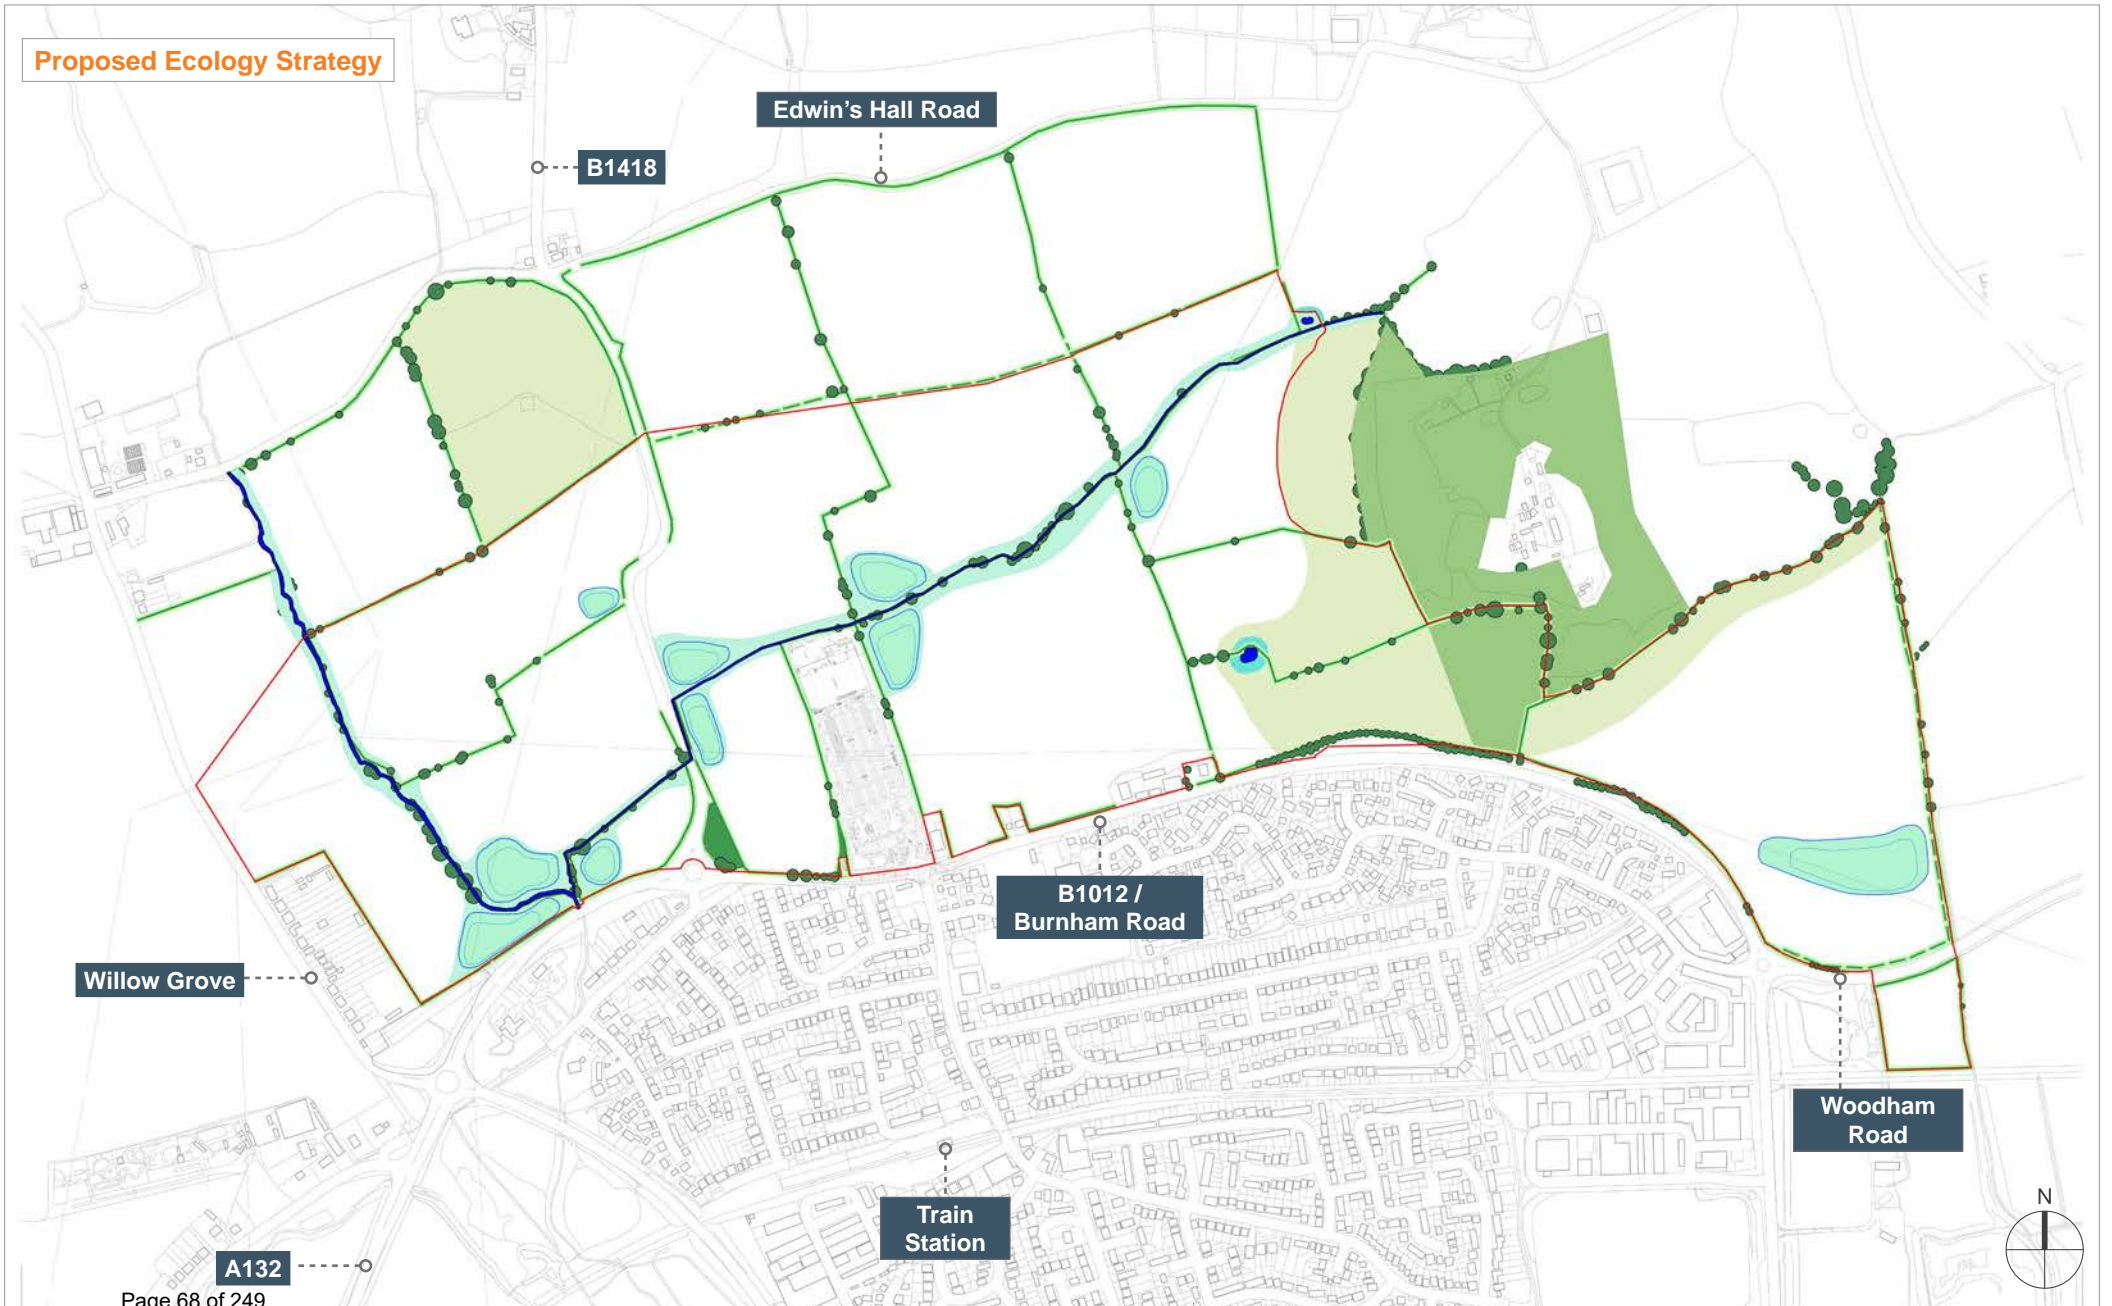 Proposed Ecology Strategy
Edwin's Hall Road
B1418
B1012 /
Burnham Road
Willow Grove
Woodham
Road
Train
Station
N
A132
Page 68 of 249